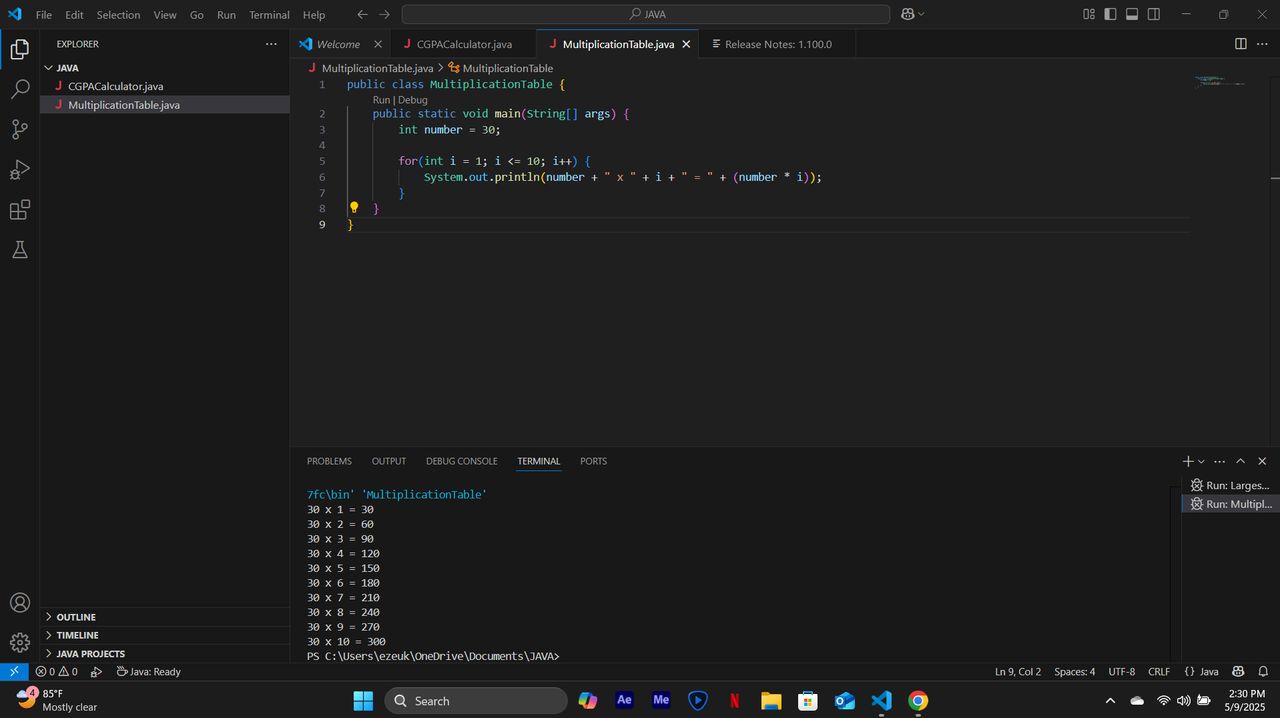 File Edit Selection View Go Run Terminal Help JAVA
EXPLORER
JAVA
CGPACalculator.java
MultiplicationTable.java
OUTLINE
TIMELINE
JAVA PROJECTS
Welcome CGPACalculator.java MultiplicationTable.java Release Notes: 1.100.0
MultiplicationTable.java > MultiplicationTable
1 public class MultiplicationTable {
Run | Debug
2 public static void main(String[] args) {
3 int number = 30;
4
5 for(int i = 1; i <= 10; i++) {
6 System.out.println(number + " x " + i + " = " + (number * i));
7 }
8 }
9 }
PROBLEMS OUTPUT DEBUG CONSOLE TERMINAL PORTS
7fc\bin' 'MultiplicationTable'
30 x 1 = 30
30 x 2 = 60
30 x 3 = 90
30 x 4 = 120
30 x 5 = 150
30 x 6 = 180
30 x 7 = 210
30 x 8 = 240
30 x 9 = 270
30 x 10 = 300
PS C:\Users\ezeuk\OneDrive\Documents\JAVA>
Run: Larges...
Run: Multipl...
0 0 Java: Ready Ln 9, Col 2 Spaces: 4 UTF-8 CRLF {} Java
4
85°F
Mostly clear
Search
Ae Me N
2:30 PM
5/9/2025